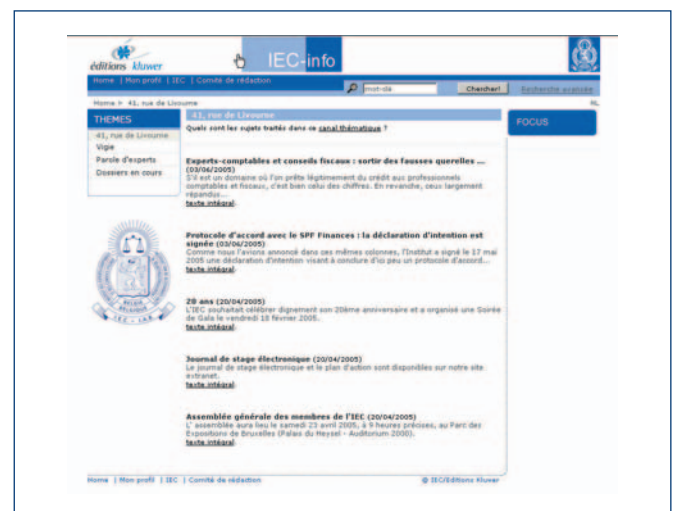 éditions kluwer
IEC-info
Home | Mon profil | IEC | Comité de rédaction
mot-clé
Chercher!
Recherche avancée
Home > 41, rue de Livourne
NL
THEMES
41, rue de Livourne
Vigie
Parole d'experts
Dossiers en cours
41, rue de Livourne
Quels sont les sujets traités dans ce canal thématique ?
Experts-comptables et conseils fiscaux : sortir des fausses querelles ...
(03/06/2005)
S'il est un domaine où l'on prête légitimement du crédit aux professionnels
comptables et fiscaux, c'est bien celui des chiffres. En revanche, ceux largement
répandus...
texte intégral.
Protocole d'accord avec le SPF Finances : la déclaration d'intention est
signée (03/06/2005)
Comme nous l'avions annoncé dans ces mêmes colonnes, l'Institut a signé le 17 mai
2005 une déclaration d'intention visant à conclure d'ici peu un protocole d'accord...
texte intégral.
20 ans (20/04/2005)
L'IEC souhaitait célébrer dignement son 20ème anniversaire et a organisé une Soirée
de Gala le vendredi 18 février 2005.
texte intégral.
Journal de stage électronique (20/04/2005)
Le journal de stage électronique et le plan d'action sont disponibles sur notre site
extranet.
texte intégral.
Assemblée générale des membres de l'IEC (20/04/2005)
L' assemblée aura lieu le samedi 23 avril 2005, à 9 heures précises, au Parc des
Expositions de Bruxelles (Palais du Heysel - Auditorium 2000).
texte intégral.
FOCUS
BELGIE
BELGIQUE
IEC - IAB
Home | Mon profil | IEC | Comité de rédaction
© IEC/Editions Kluwer